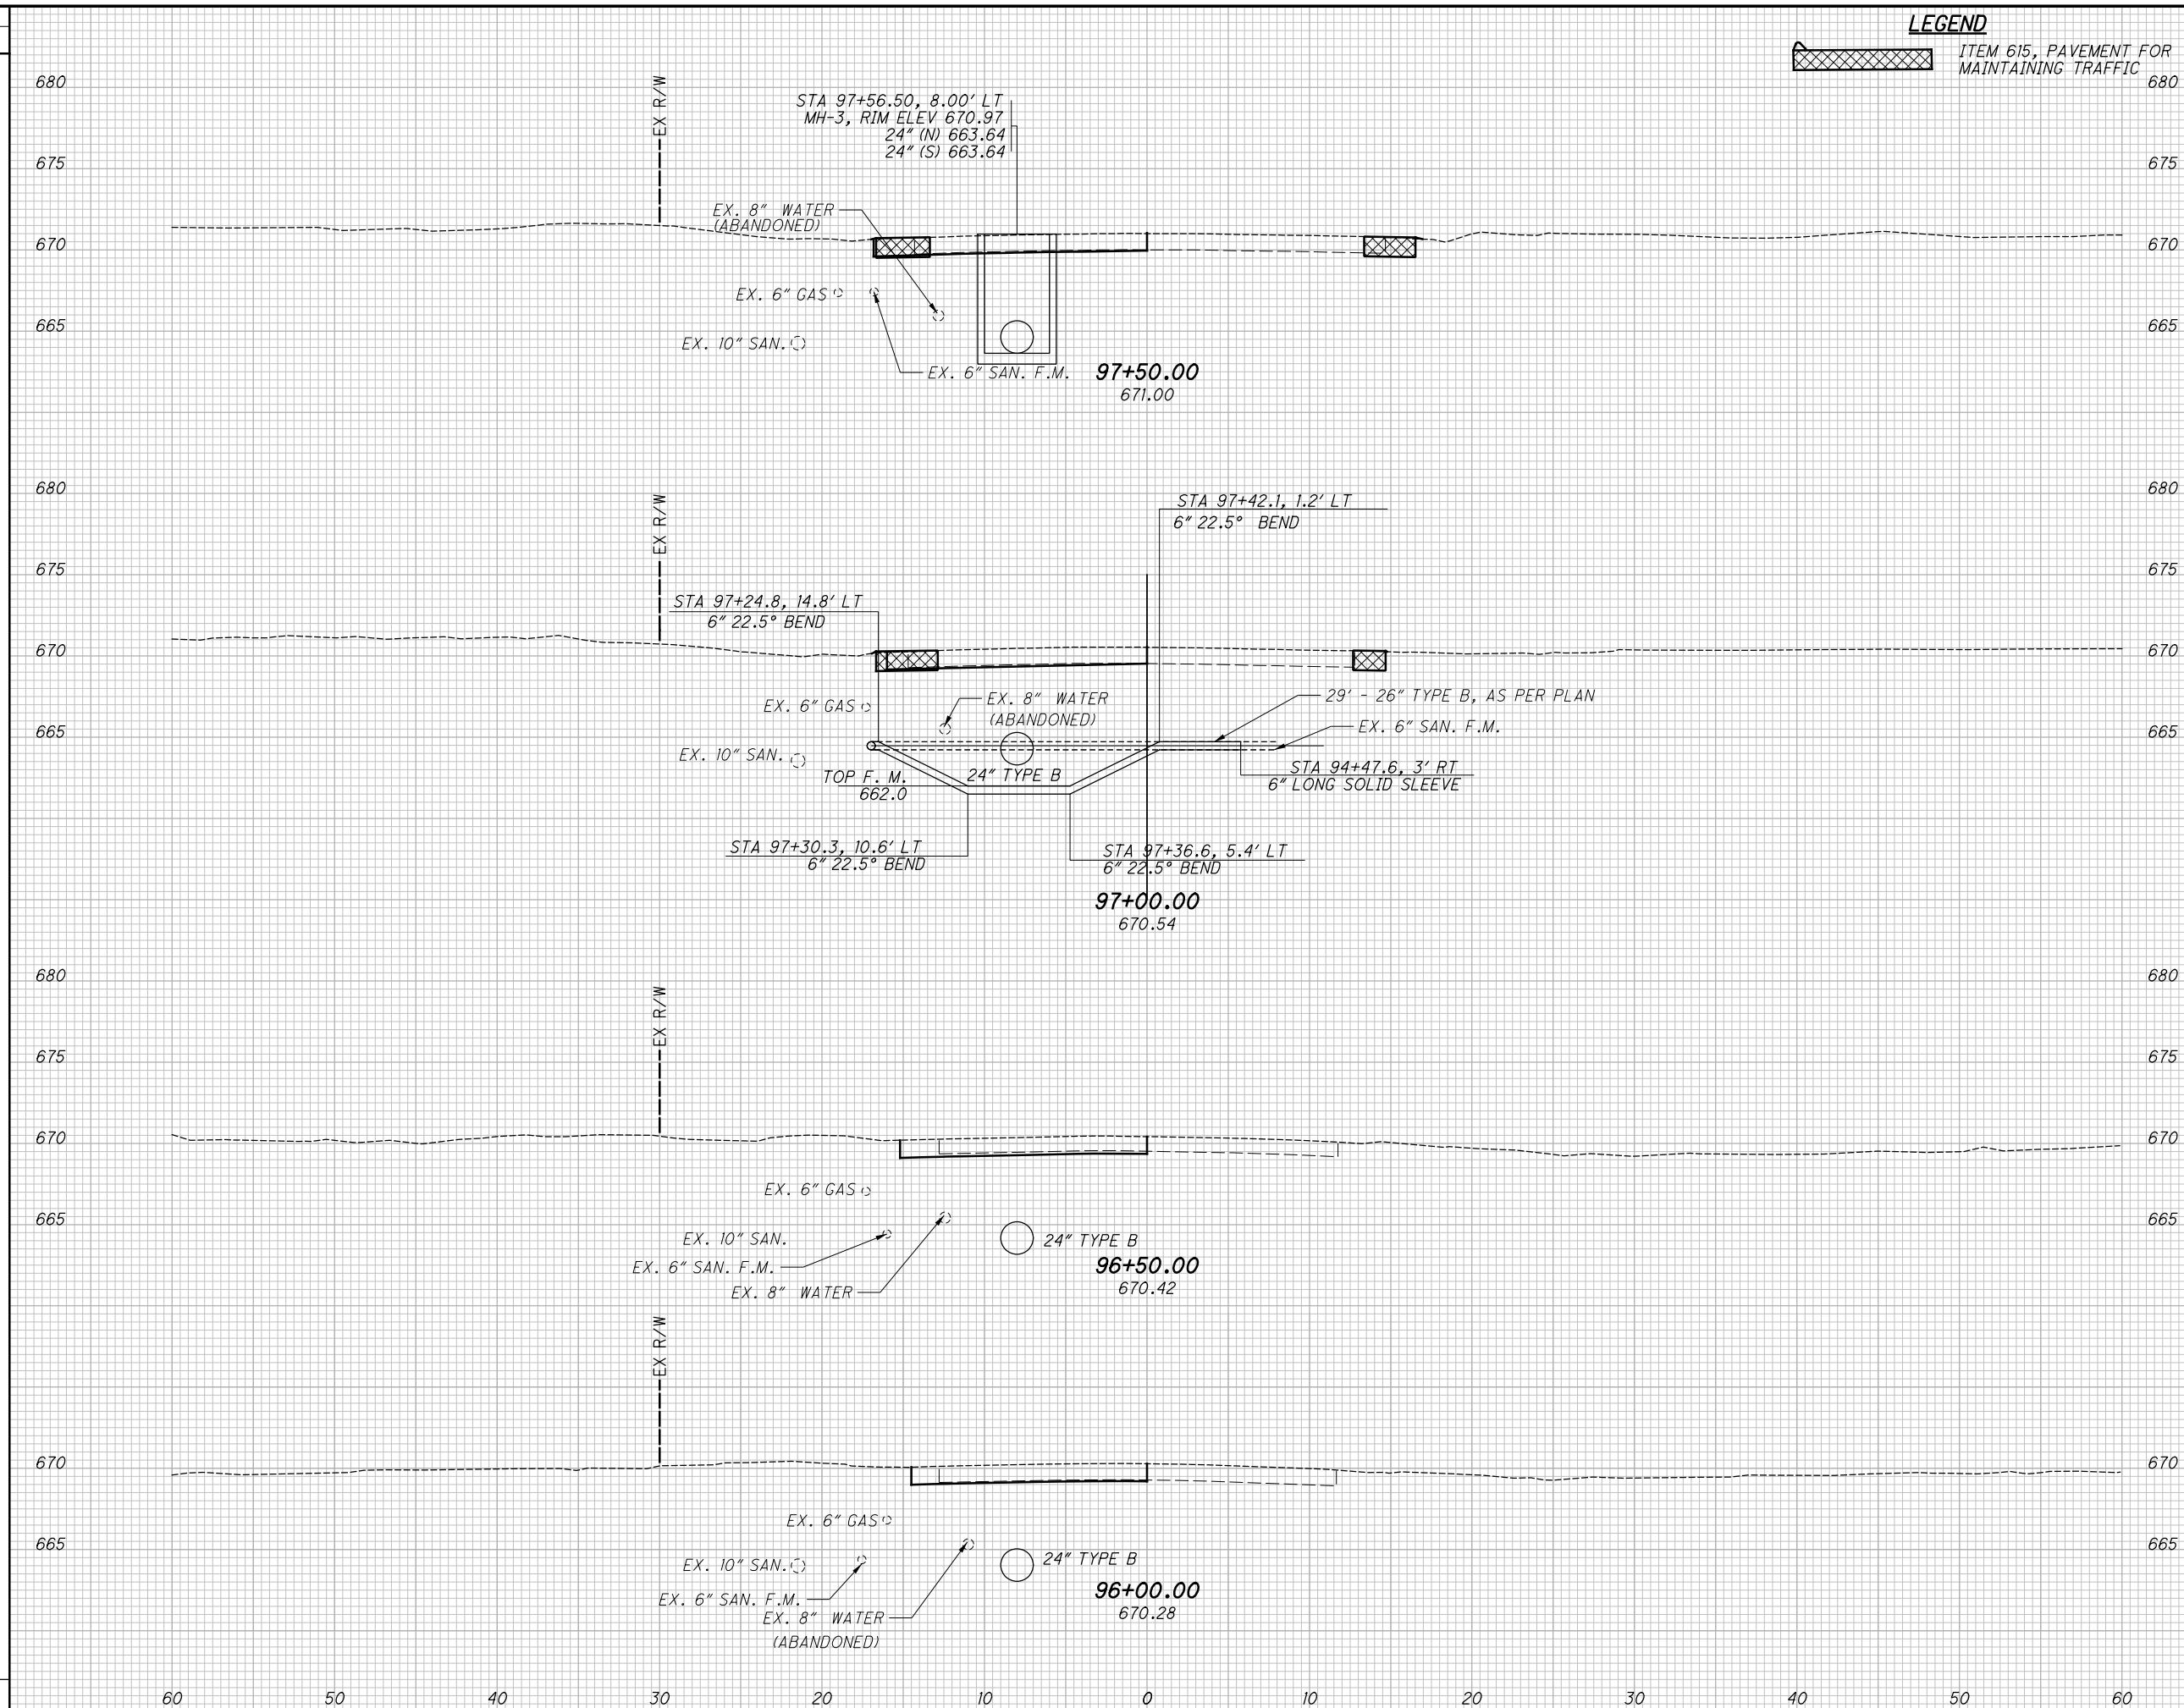 LEGEND
ITEM 615, PAVEMENT FOR
MAINTAINING TRAFFIC
680
680
EX R/W
STA 97+56.50, 8.00' LT
MH-3, RIM ELEV 670.97
24" (N) 663.64
24" (S) 663.64
675
675
EX. 8" WATER
(ABANDONED)
670
670
EX. 6" GAS
665
665
EX. 10" SAN.
EX. 6" SAN. F.M.
97+50.00
671.00
680
680
EX R/W
STA 97+42.1, 1.2' LT
6" 22.5° BEND
675
675
STA 97+24.8, 14.8' LT
6" 22.5° BEND
670
670
EX. 6" GAS
EX. 8" WATER
(ABANDONED)
29' - 26" TYPE B, AS PER PLAN
EX. 6" SAN. F.M.
665
665
EX. 10" SAN.
TOP F. M.
662.0
24" TYPE B
STA 94+47.6, 3' RT
6" LONG SOLID SLEEVE
STA 97+30.3, 10.6' LT
6" 22.5° BEND
STA 97+36.6, 5.4' LT
6" 22.5° BEND
97+00.00
670.54
680
680
EX R/W
675
675
670
670
EX. 6" GAS
665
665
EX. 10" SAN.
24" TYPE B
EX. 6" SAN. F.M.
EX. 8" WATER
96+50.00
670.42
EX R/W
670
670
EX. 6" GAS
665
665
EX. 10" SAN.
24" TYPE B
EX. 6" SAN. F.M.
EX. 8" WATER
(ABANDONED)
96+00.00
670.28
60 50 40 30 20 10 0 10 20 30 40 50 60